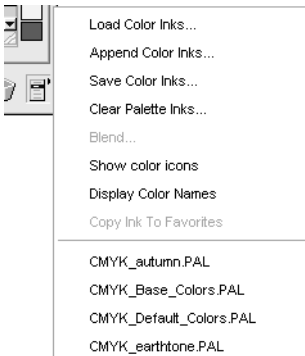 Load Color Inks...
Append Color Inks...
Save Color Inks...
Clear Palette Inks...
Blend...
Show color icons
Display Color Names
Copy Ink To Favorites
CMYK_autumn.PAL
CMYK_Base_Colors.PAL
CMYK_Default_Colors.PAL
CMYK_earthtone.PAL